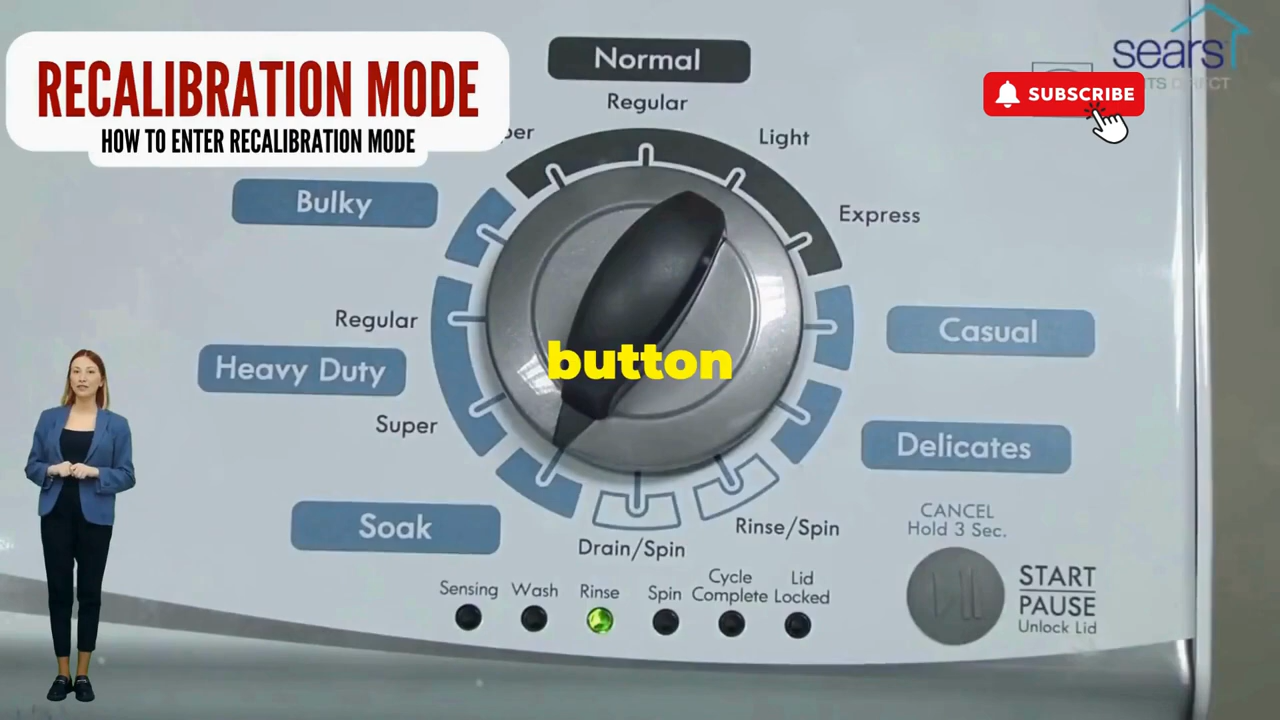 RECALIBRATION MODE
HOW TO ENTER RECALIBRATION MODE
sears
DIRECT
SUBSCRIBE
Normal
Regular
Light
Express
Bulky
Regular
Heavy Duty
Super
Casual
Delicates
button
Soak
Drain/Spin
Rinse/Spin
CANCEL
Hold 3 Sec.
START
PAUSE
Unlock Lid
Sensing
Wash
Rinse
Spin
Cycle
Complete
Lid
Locked